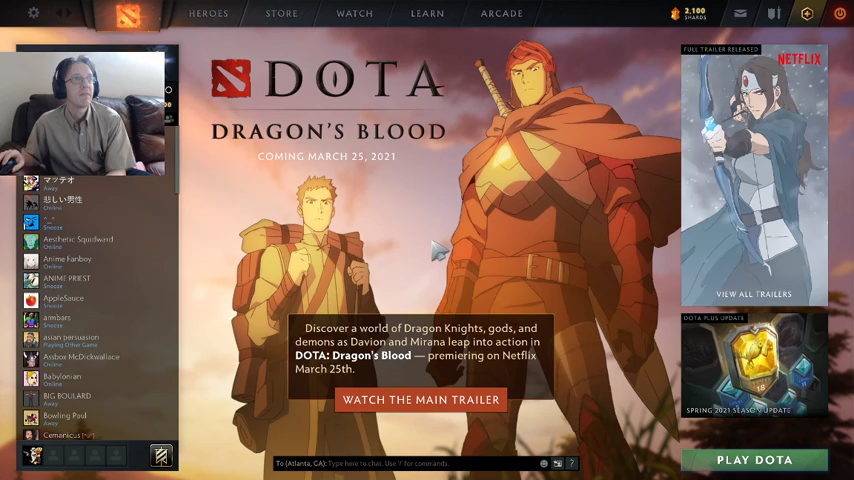 HEROES
STORE
WATCH
LEARN
ARCADE
2,100
SHARDS
DOTA
DRAGON'S BLOOD
COMING MARCH 25, 2021
FULL TRAILER RELEASED
NETFLIX
VIEW ALL TRAILERS
DOTA PLUS UPDATE
18
SPRING 2021 SEASON UPDATE
PLAY DOTA
マッテオ
Away
悲しい男性
Online
^_^
Snooze
Aesthetic Squidward
Online
Anime Fanboy
Online
ANIME PRIEST
Snooze
AppleSauce
Snooze
armbars
Snooze
asian persuasion
Playing Other Game
Assbox McDickwallace
Online
Babylonian
Online
BIG BOULARD
Away
Bowling Paul
Away
Discover a world of Dragon Knights, gods, and
demons as Davion and Mirana leap into action in
DOTA: Dragon's Blood — premiering on Netflix
March 25th.
WATCH THE MAIN TRAILER
To (Atlanta, GA): Type here to chat. Use '/' for commands.
?